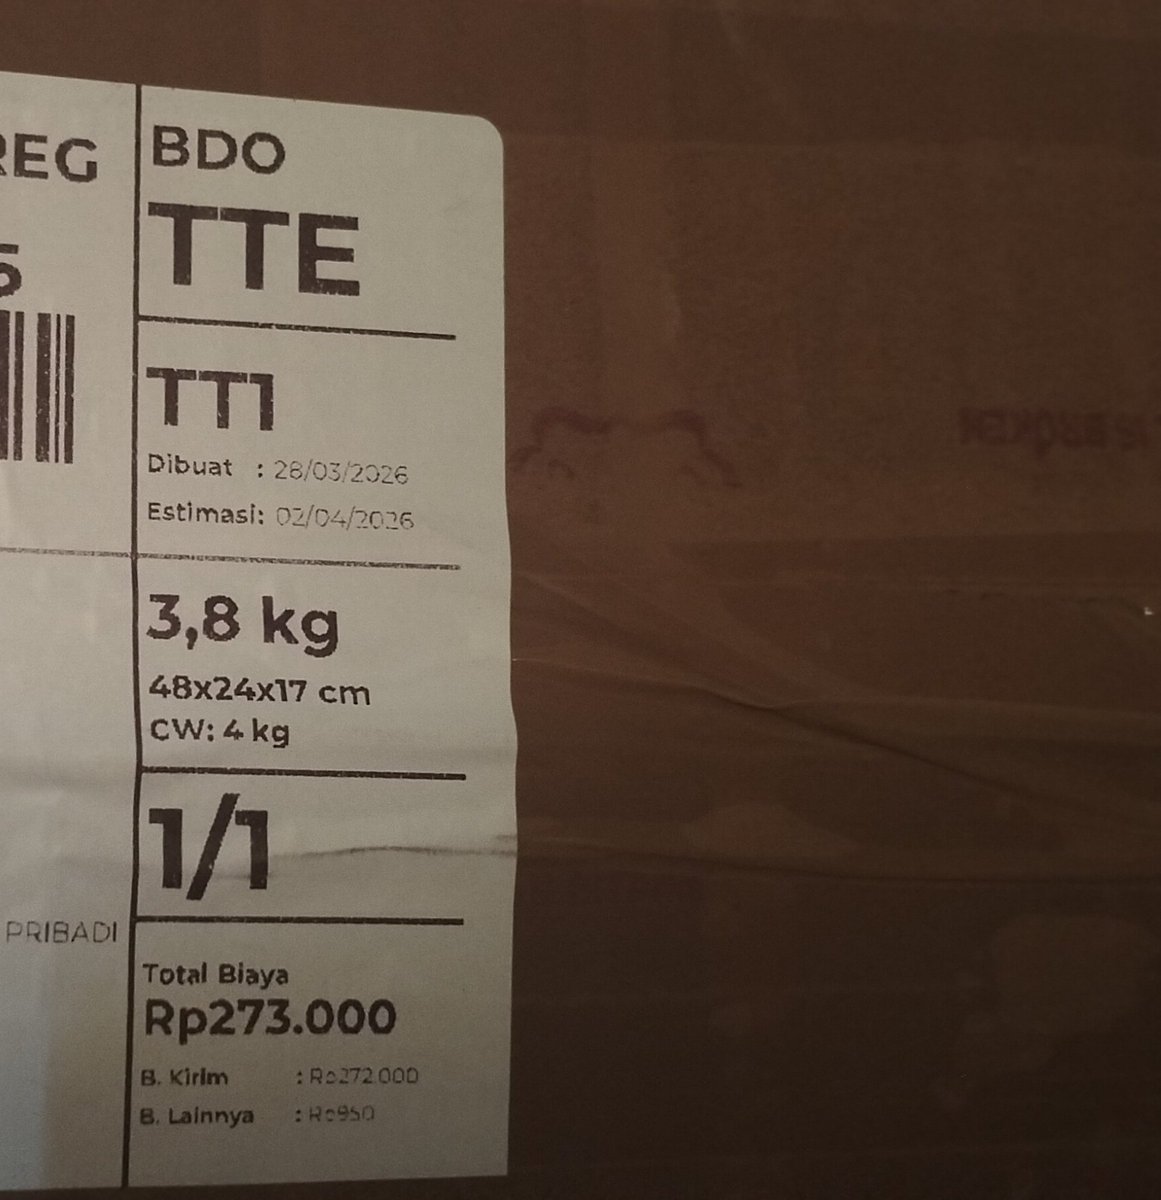 REG
BDO
TTE
TT1
Dibuat : 28/03/2026
Estimasi: 02/04/2026
3,8 kg
48x24x17 cm
CW: 4 kg
1/1
PRIBADI
Total Biaya
Rp273.000
B. Kirim : Rp272.000
B. Lainnya : Rp950